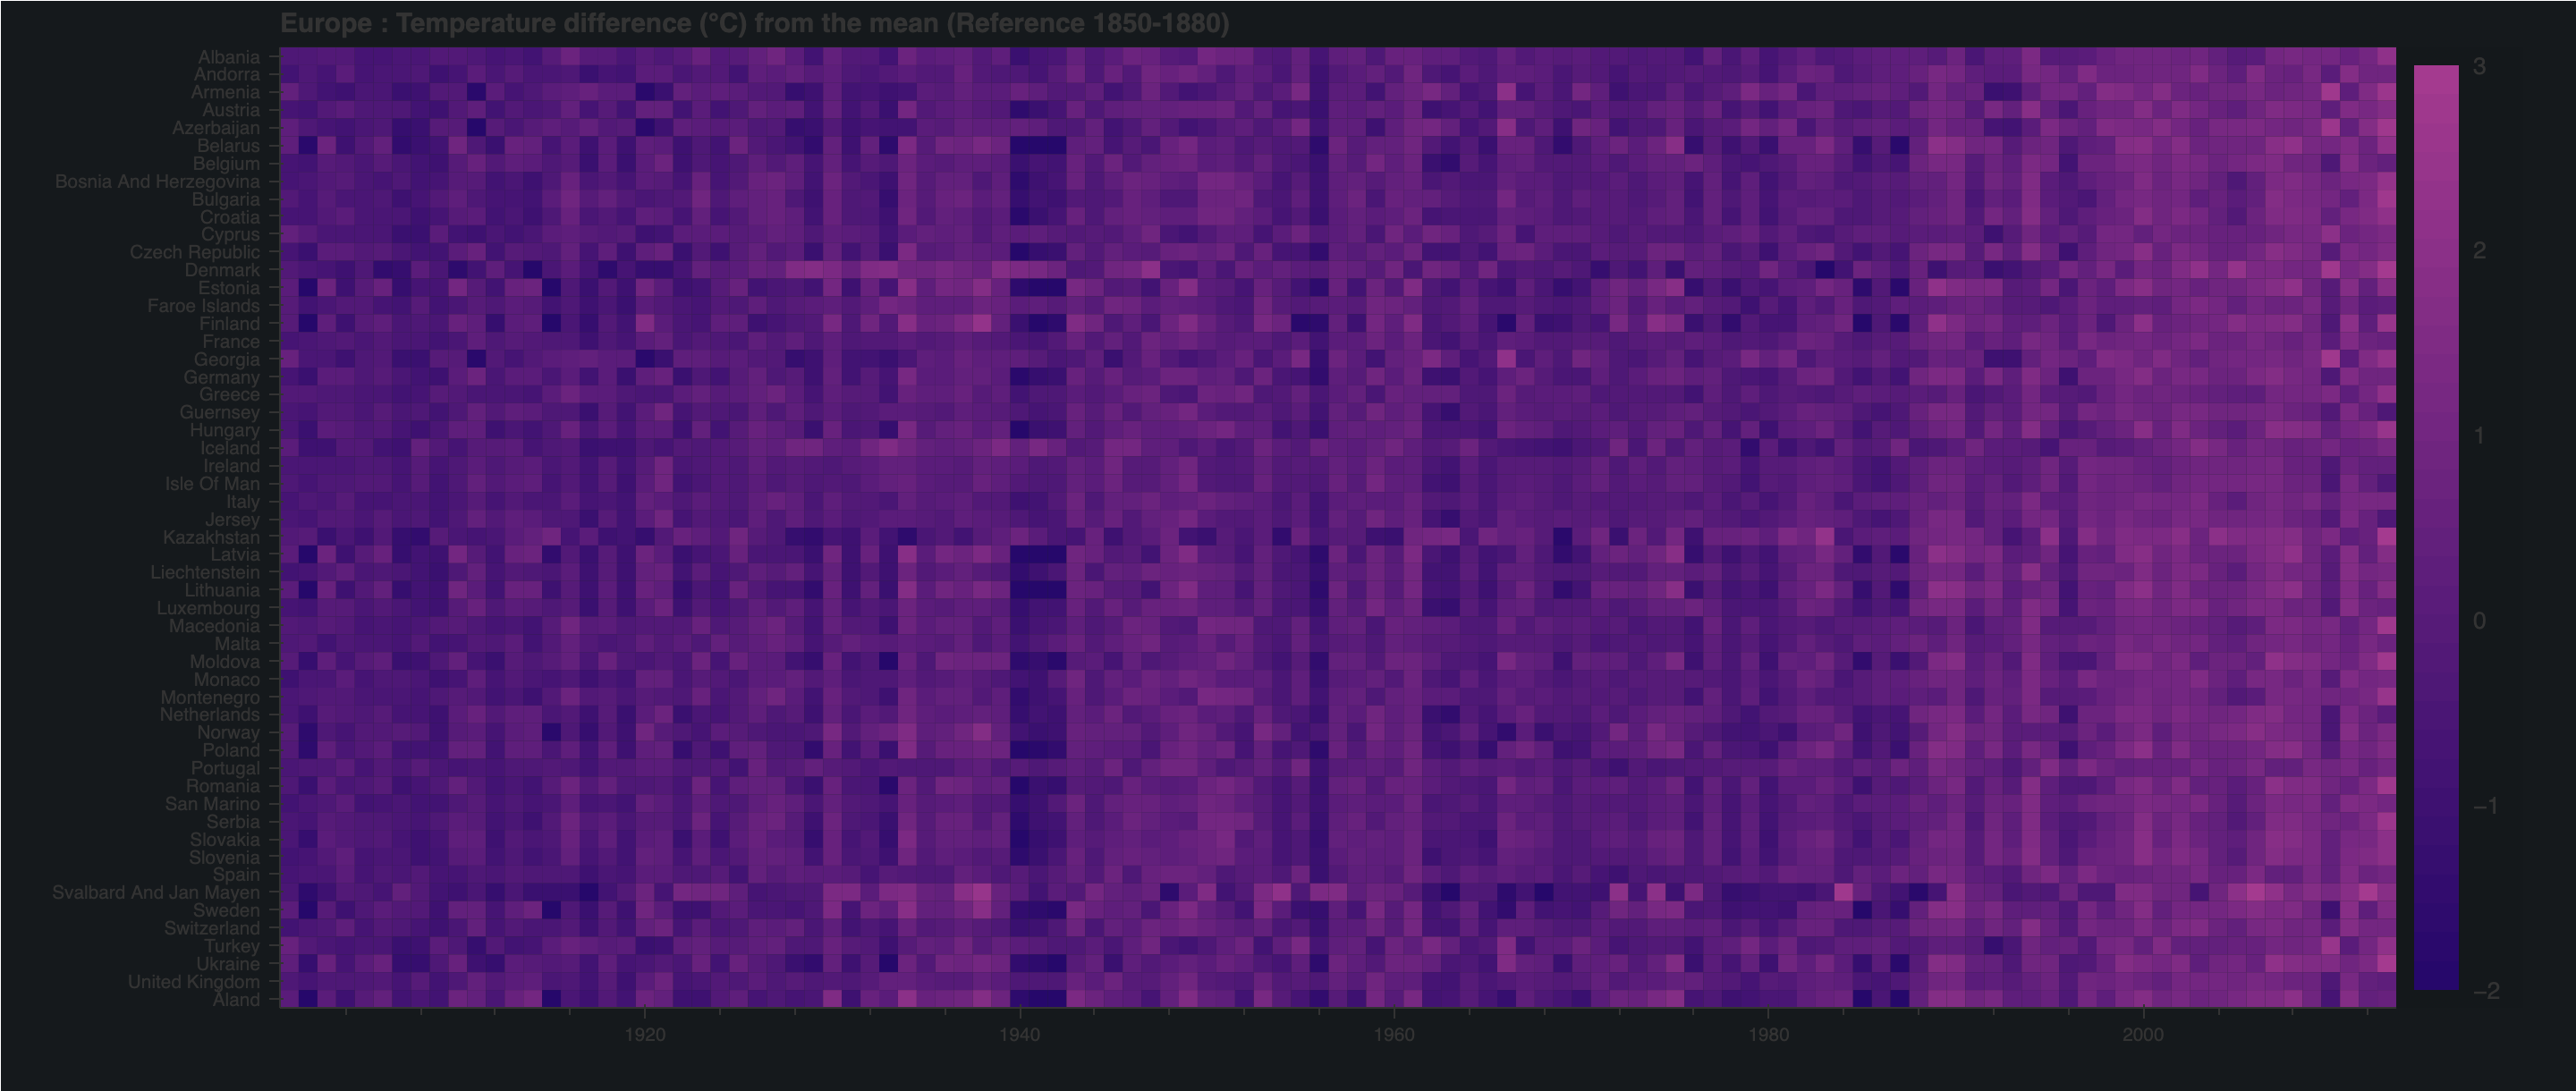 Europe : Temperature difference (°C) from the mean (Reference 1850-1880)
Albania
Andorra
Armenia
Austria
Azerbaijan
Belarus
Belgium
Bosnia And Herzegovina
Bulgaria
Croatia
Cyprus
Czech Republic
Denmark
Estonia
Faroe Islands
Finland
France
Georgia
Germany
Greece
Guernsey
Hungary
Iceland
Ireland
Isle Of Man
Italy
Jersey
Kazakhstan
Latvia
Liechtenstein
Lithuania
Luxembourg
Macedonia
Malta
Moldova
Monaco
Montenegro
Netherlands
Norway
Poland
Portugal
Romania
San Marino
Serbia
Slovakia
Slovenia
Spain
Svalbard And Jan Mayen
Sweden
Switzerland
Turkey
Ukraine
United Kingdom
Åland
1920 1940 1960 1980 2000
3
2
1
0
−1
−2